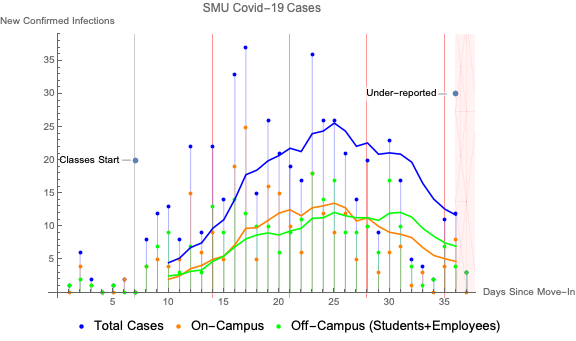 SMU Covid-19 Cases
New Confirmed Infections
35
30
25
20
15
10
5
Under-reported
Classes Start
5 10 15 20 25 30 35
Days Since Move-In
Total Cases On-Campus Off-Campus (Students+Employees)